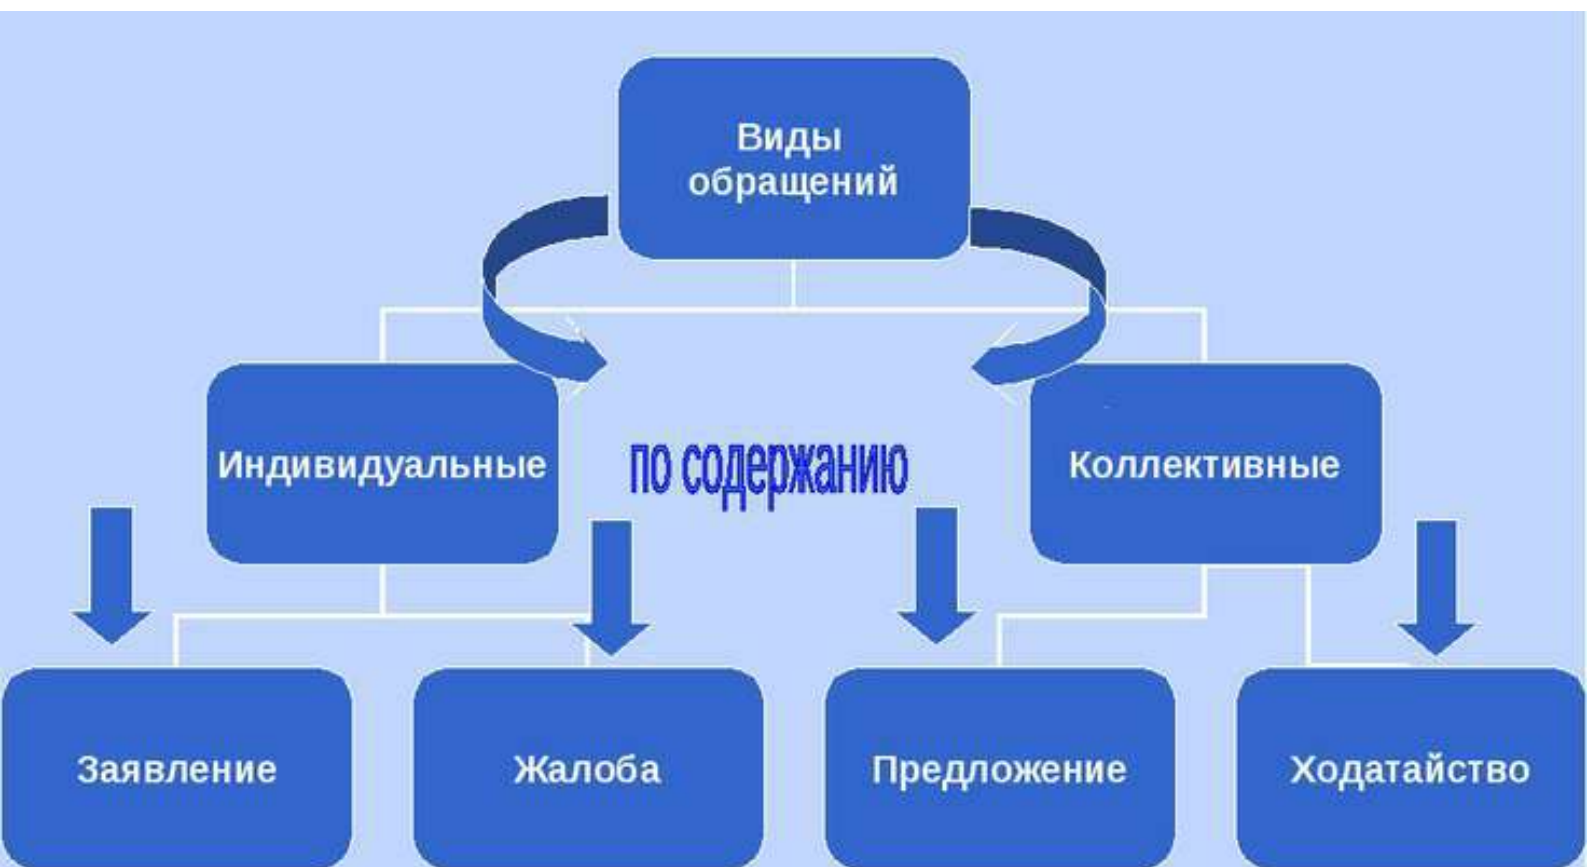 Виды
обращений
Индивидуальные
по содержанию
Коллективные
Заявление
Жалоба
Предложение
Ходатайство